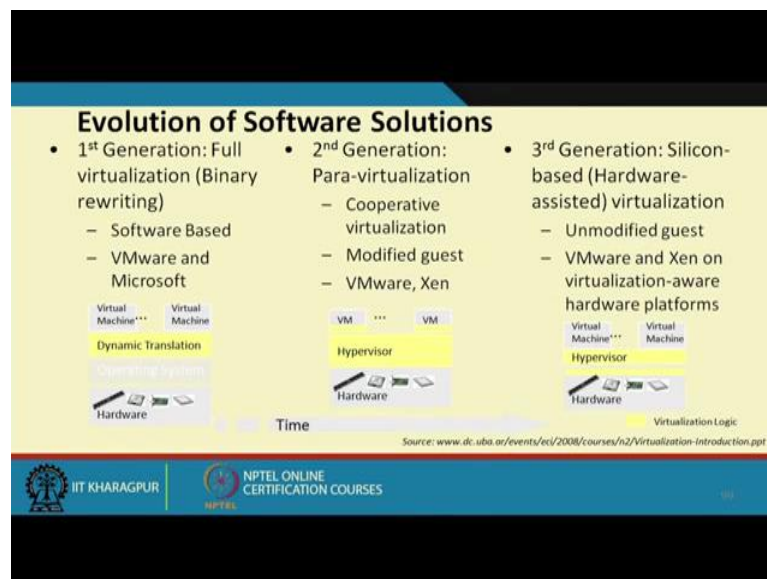 Evolution of Software Solutions
• 1st Generation: Full
virtualization (Binary
rewriting)
– Software Based
– VMware and
Microsoft
Virtual
Machine
...
Virtual
Machine
Dynamic Translation
Operating System
Hardware
• 2nd Generation:
Para-virtualization
– Cooperative
virtualization
– Modified guest
– VMware, Xen
VM ... VM
Hypervisor
Hardware
• 3rd Generation: Silicon-
based (Hardware-
assisted) virtualization
– Unmodified guest
– VMware and Xen on
virtualization-aware
hardware platforms
Virtual
Machine
...
Virtual
Machine
Hypervisor
Hardware
Time
Virtualization Logic
Source: www.dc.uba.ar/events/eci/2008/courses/n2/Virtualization-Introduction.ppt
IIT KHARAGPUR
NPTEL
NPTEL ONLINE
CERTIFICATION COURSES